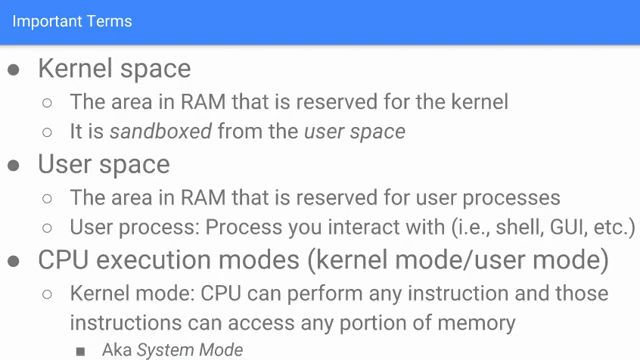 Important Terms
● Kernel space
○ The area in RAM that is reserved for the kernel
○ It is sandboxed from the user space
● User space
○ The area in RAM that is reserved for user processes
○ User process: Process you interact with (i.e., shell, GUI, etc.)
● CPU execution modes (kernel mode/user mode)
○ Kernel mode: CPU can perform any instruction and those
instructions can access any portion of memory
■ Aka System Mode